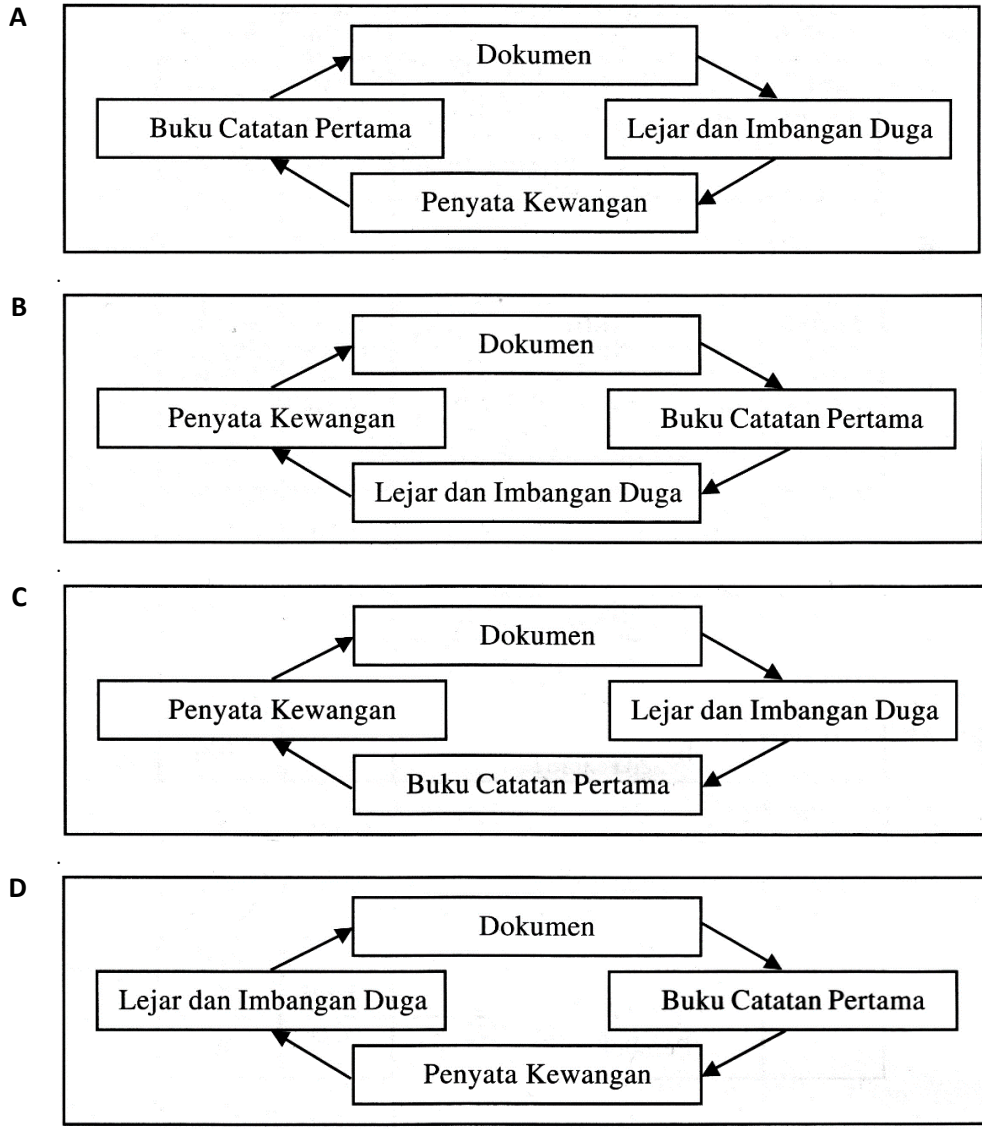 A
Dokumen
Buku Catatan Pertama
Lejar dan Imbangan Duga
Penyata Kewangan
B
Dokumen
Penyata Kewangan
Buku Catatan Pertama
Lejar dan Imbangan Duga
C
Dokumen
Penyata Kewangan
Lejar dan Imbangan Duga
Buku Catatan Pertama
D
Dokumen
Lejar dan Imbangan Duga
Buku Catatan Pertama
Penyata Kewangan